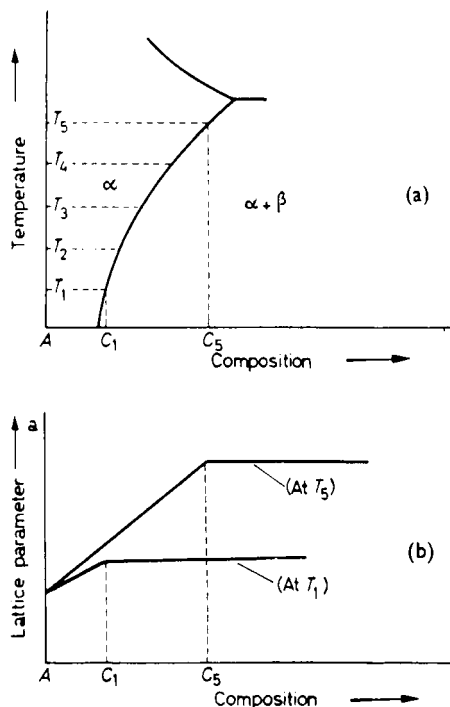 Temperature
T5
T4
T3
T2
T1
α
α + β
(a)
A
C1
C5
Composition
Lattice parameter
a
(At T5)
(At T1)
(b)
A
C1
C5
Composition